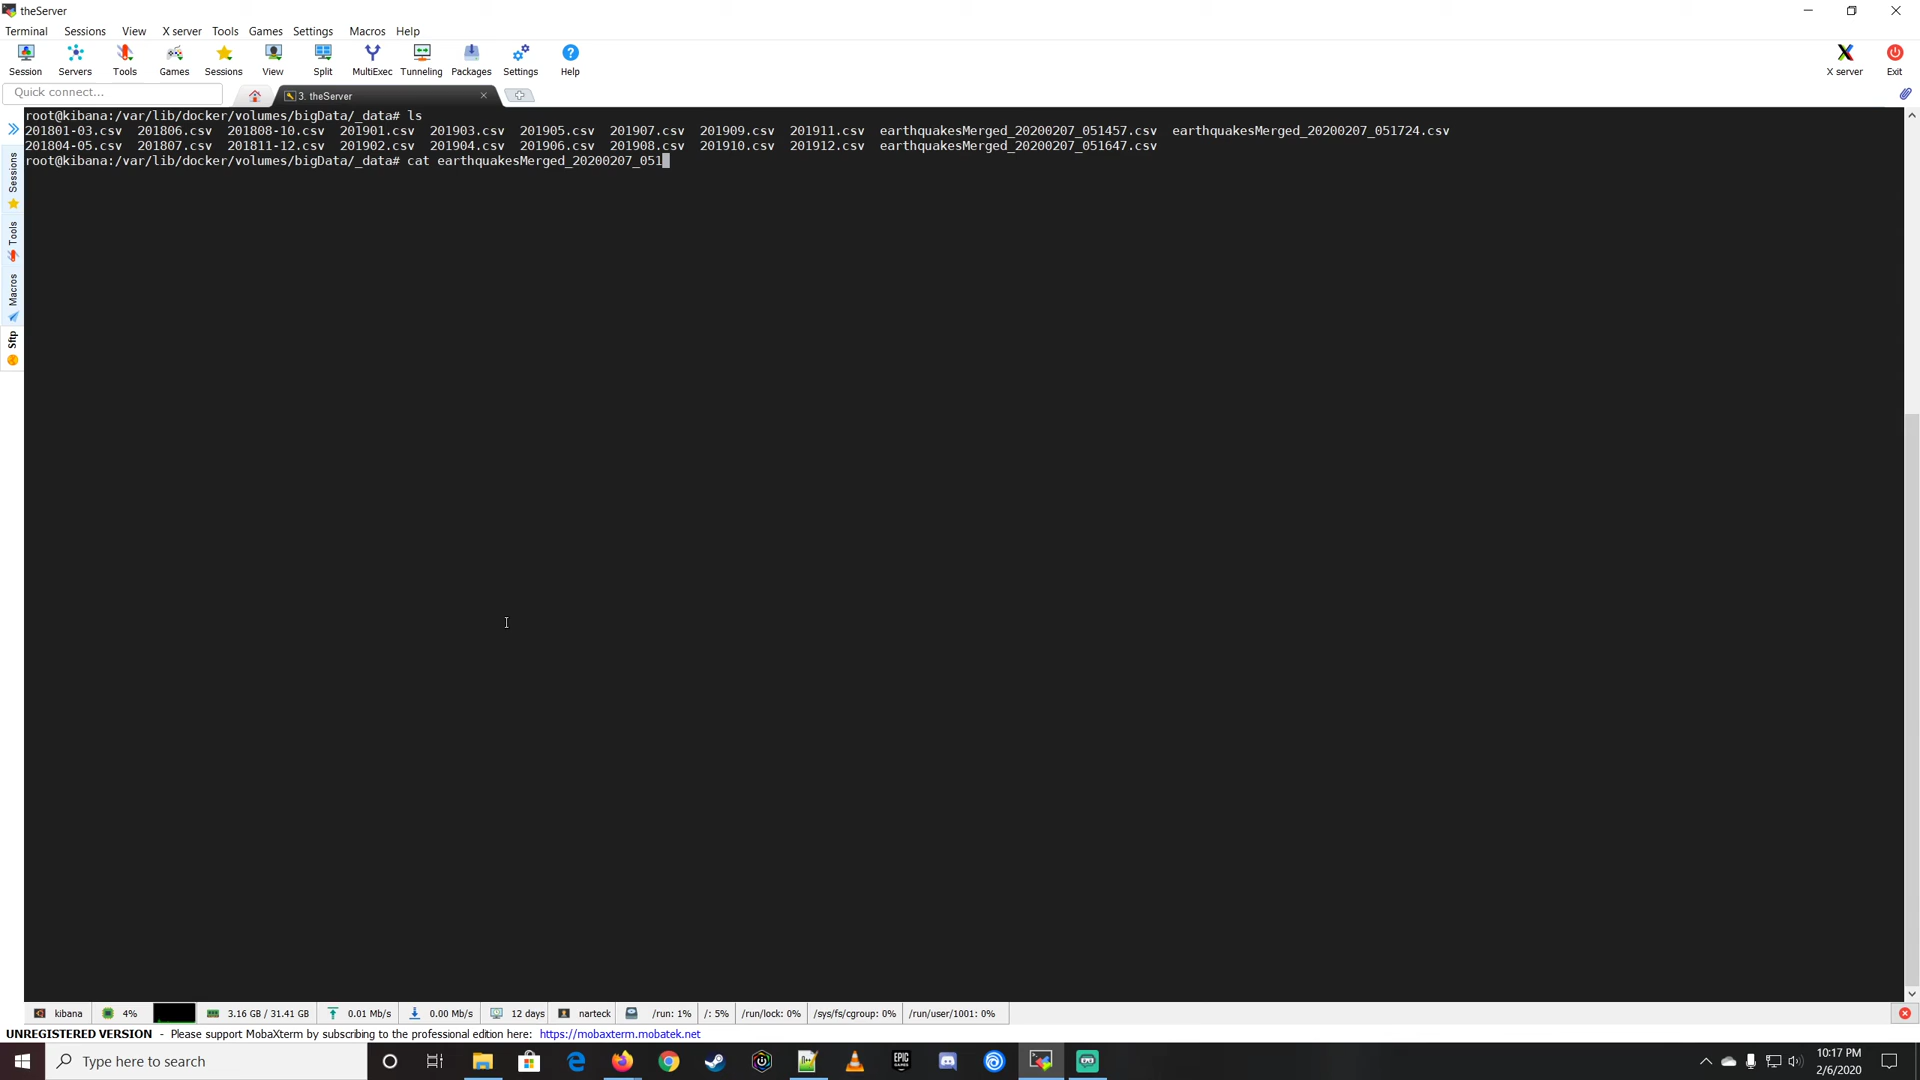 theServer
Terminal Sessions View X server Tools Games Settings Macros Help
Session Servers Tools Games Sessions View Split MultiExec Tunneling Packages Settings Help X server Exit
Quick connect... 3. theServer
root@kibana:/var/lib/docker/volumes/bigData/_data# ls
201801-03.csv 201806.csv 201808-10.csv 201901.csv 201903.csv 201905.csv 201907.csv 201909.csv 201911.csv earthquakesMerged_20200207_051457.csv earthquakesMerged_20200207_051724.csv
201804-05.csv 201807.csv 201811-12.csv 201902.csv 201904.csv 201906.csv 201908.csv 201910.csv 201912.csv earthquakesMerged_20200207_051647.csv
root@kibana:/var/lib/docker/volumes/bigData/_data# cat earthquakesMerged_20200207_051
Sessions
Tools
Macros
Sftp
kibana 4% 3.16 GB / 31.41 GB 0.01 Mb/s 0.00 Mb/s 12 days narteck /run: 1% /: 5% /run/lock: 0% /sys/fs/cgroup: 0% /run/user/1001: 0%
UNREGISTERED VERSION - Please support MobaXterm by subscribing to the professional edition here: https://mobaxterm.mobatek.net
Type here to search
EPIC GAMES
10:17 PM
2/6/2020